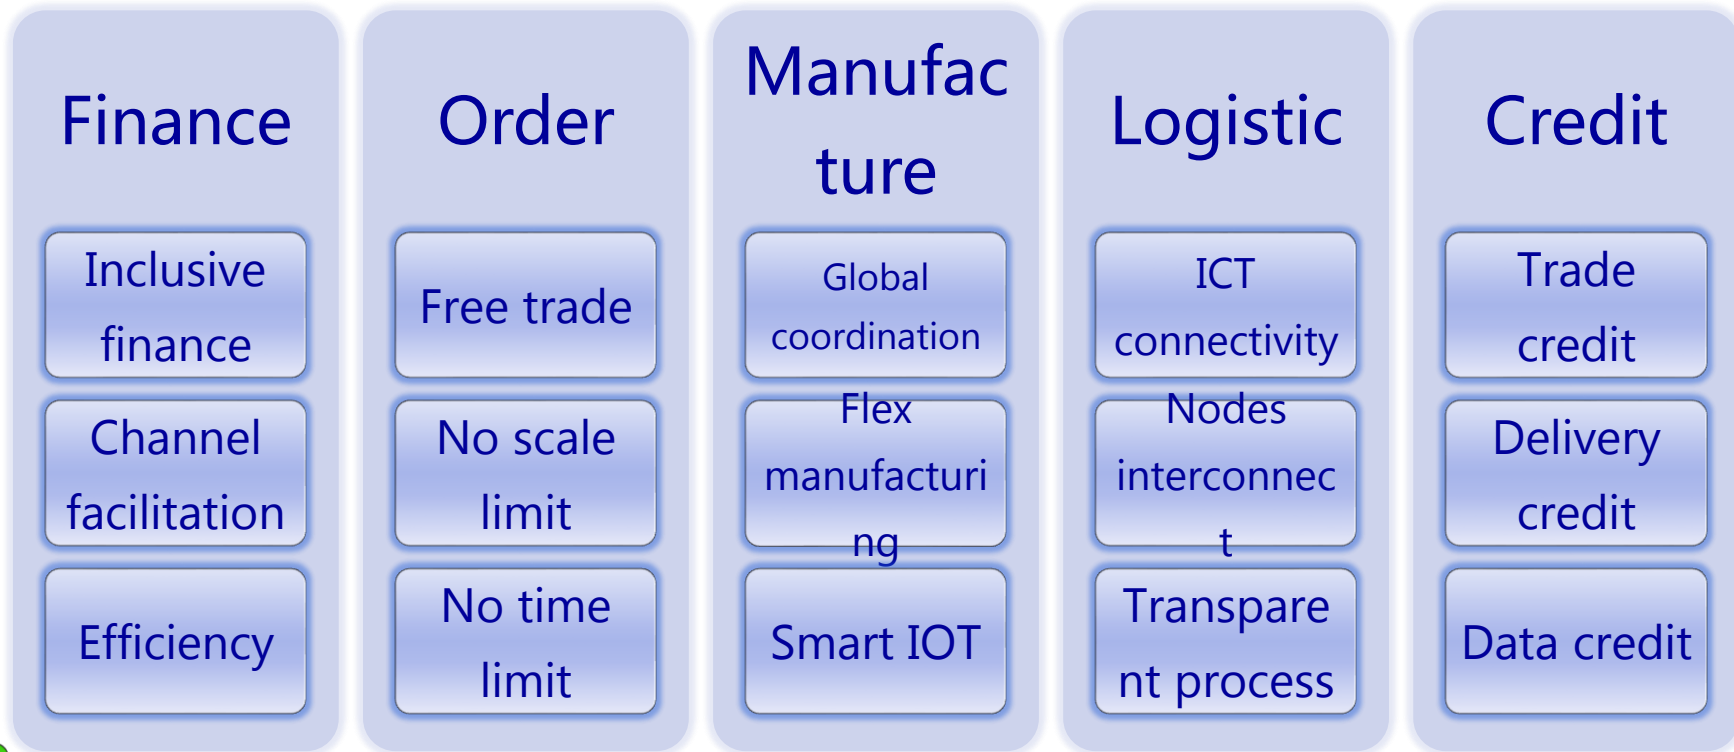 Finance
Inclusive
finance
Channel
facilitation
Efficiency
Order
Free trade
No scale
limit
No time
limit
Manufac
ture
Global
coordination
Flex
manufacturi
ng
Smart IOT
Logistic
ICT
connectivity
Nodes
interconnec
t
Transpare
nt process
Credit
Trade
credit
Delivery
credit
Data credit